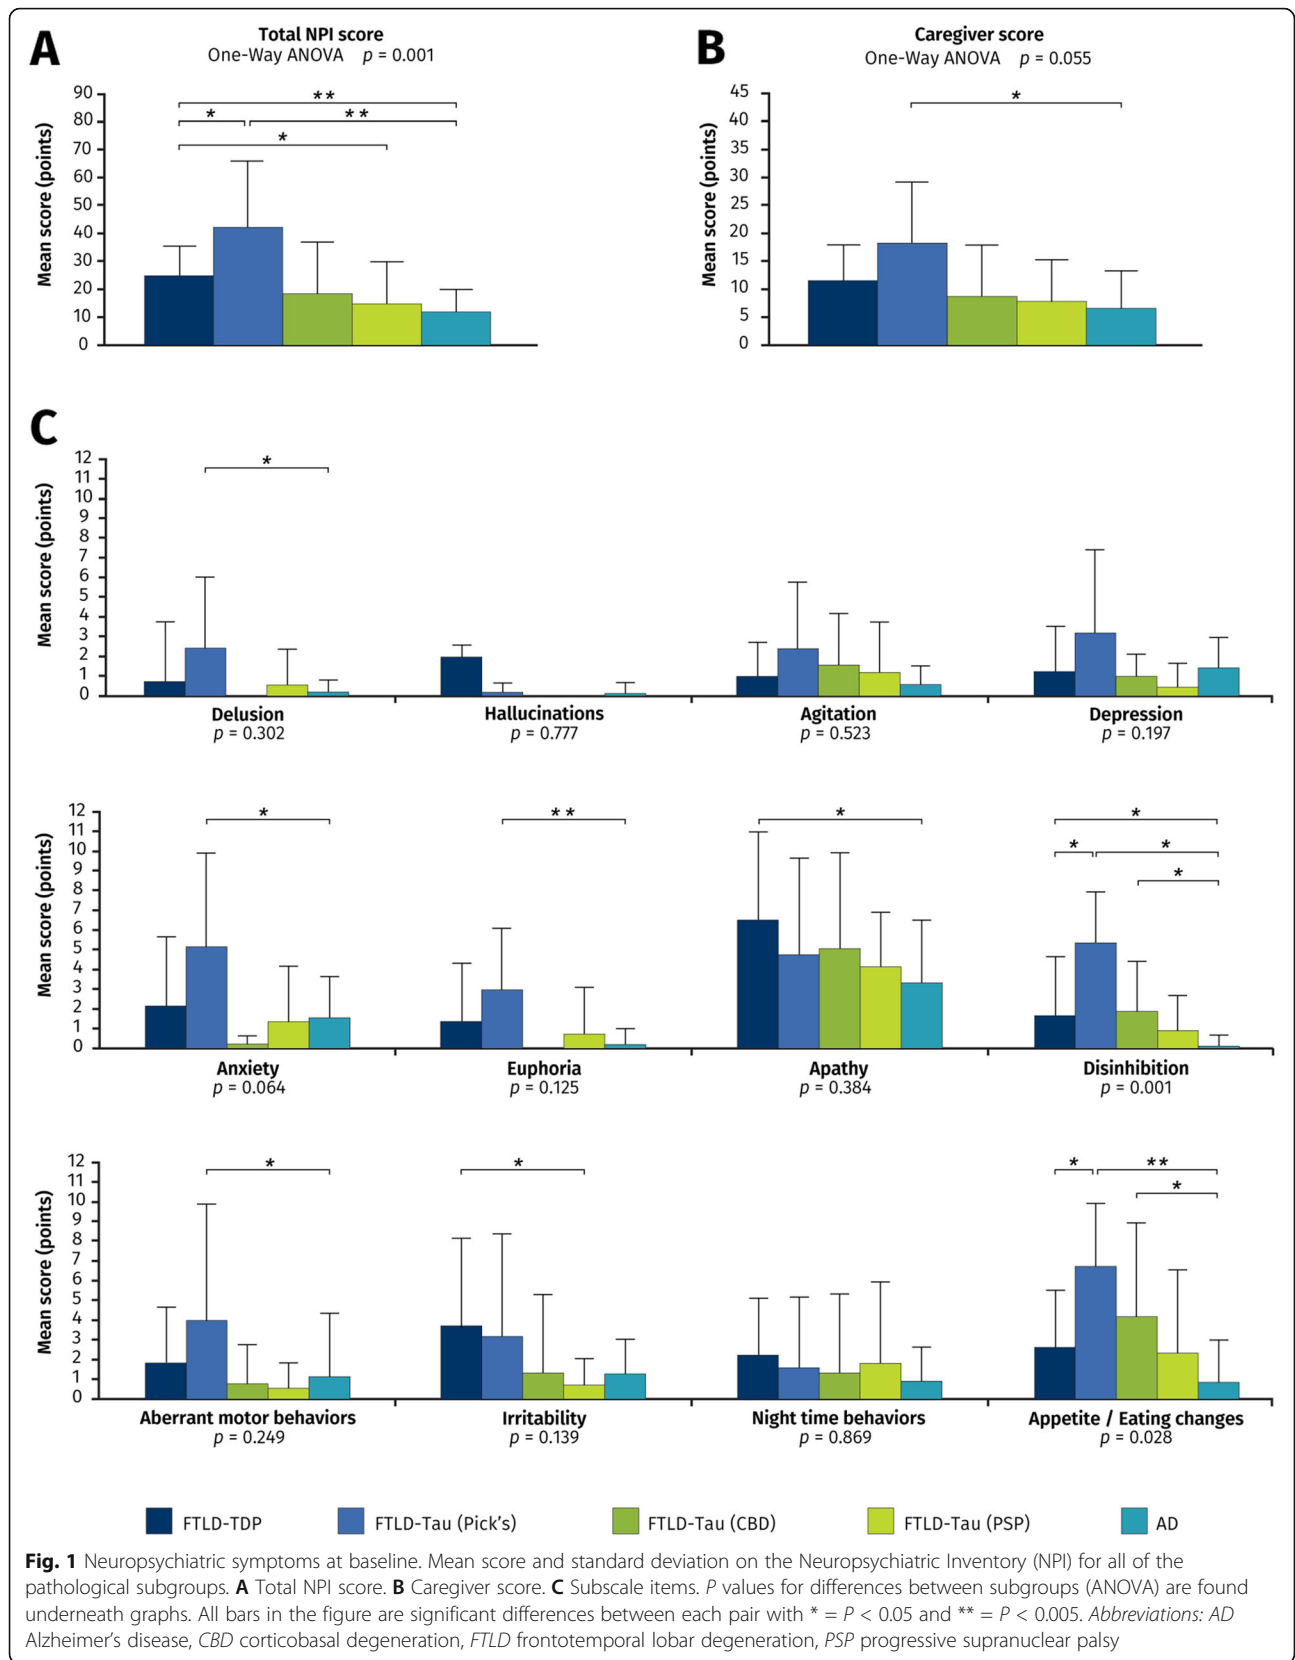 A
Total NPI score
One-Way ANOVA p = 0.001
Mean score (points)
90
80
70
60
50
40
30
20
10
0
**
*
**
*
B
Caregiver score
One-Way ANOVA p = 0.055
Mean score (points)
45
40
35
30
25
20
15
10
5
0
*
C
Mean score (points)
12
11
10
9
8
7
6
5
4
3
2
1
0
*
Delusion
p = 0.302
Hallucinations
p = 0.777
Agitation
p = 0.523
Depression
p = 0.197
Mean score (points)
12
11
10
9
8
7
6
5
4
3
2
1
0
*
**
*
*
*
*
*
Anxiety
p = 0.064
Euphoria
p = 0.125
Apathy
p = 0.384
Disinhibition
p = 0.001
Mean score (points)
12
11
10
9
8
7
6
5
4
3
2
1
0
*
*
*
**
*
Aberrant motor behaviors
p = 0.249
Irritability
p = 0.139
Night time behaviors
p = 0.869
Appetite / Eating changes
p = 0.028
FTLD-TDP
FTLD-Tau (Pick's)
FTLD-Tau (CBD)
FTLD-Tau (PSP)
AD
Fig. 1 Neuropsychiatric symptoms at baseline. Mean score and standard deviation on the Neuropsychiatric Inventory (NPI) for all of the
pathological subgroups. A Total NPI score. B Caregiver score. C Subscale items. P values for differences between subgroups (ANOVA) are found
underneath graphs. All bars in the figure are significant differences between each pair with * = P < 0.05 and ** = P < 0.005. Abbreviations: AD
Alzheimer's disease, CBD corticobasal degeneration, FTLD frontotemporal lobar degeneration, PSP progressive supranuclear palsy